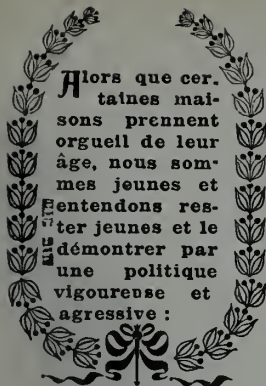 Alors que cer-
taines mai-
sons prennent
orgueil de leur
âge, nous som-
mes jeunes et
entendons res-
ter jeunes et le
démontrer par
une politique
vigoureuse et
agressive :